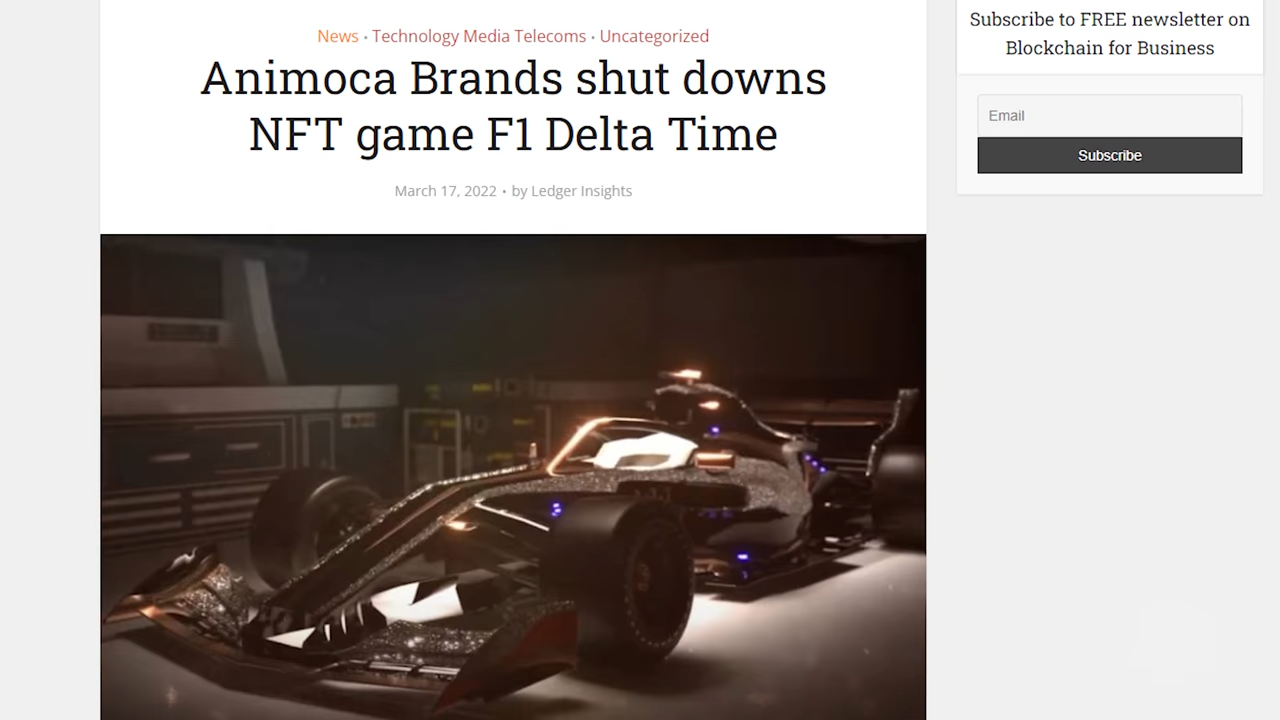 News • Technology Media Telecoms • Uncategorized
Animoca Brands shut downs
NFT game F1 Delta Time
March 17, 2022 • by Ledger Insights
Subscribe to FREE newsletter on
Blockchain for Business
Email
Subscribe